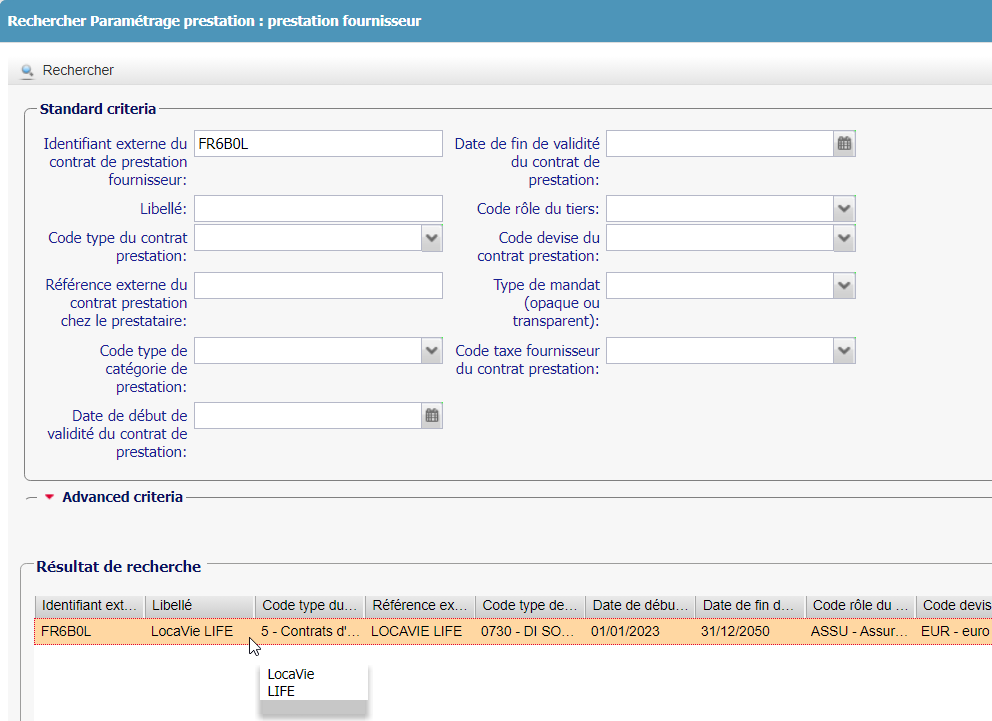 Rechercher Paramétrage prestation : prestation fournisseur
Rechercher
Standard criteria
Identifiant externe du contrat de prestation fournisseur:
FR6B0L
Date de fin de validité du contrat de prestation:
Libellé:
Code rôle du tiers:
Code type du contrat prestation:
Code devise du contrat prestation:
Référence externe du contrat prestation chez le prestataire:
Type de mandat (opaque ou transparent):
Code type de catégorie de prestation:
Code taxe fournisseur du contrat prestation:
Date de début de validité du contrat de prestation:
Advanced criteria
Résultat de recherche
Identifiant ext... Libellé Code type du... Référence ex... Code type de... Date de débu... Date de fin d... Code rôle du ... Code devis
FR6B0L LocaVie LIFE 5 - Contrats d'... LOCAVIE LIFE 0730 - DI SO... 01/01/2023 31/12/2050 ASSU - Assur... EUR - euro
LocaVie
LIFE